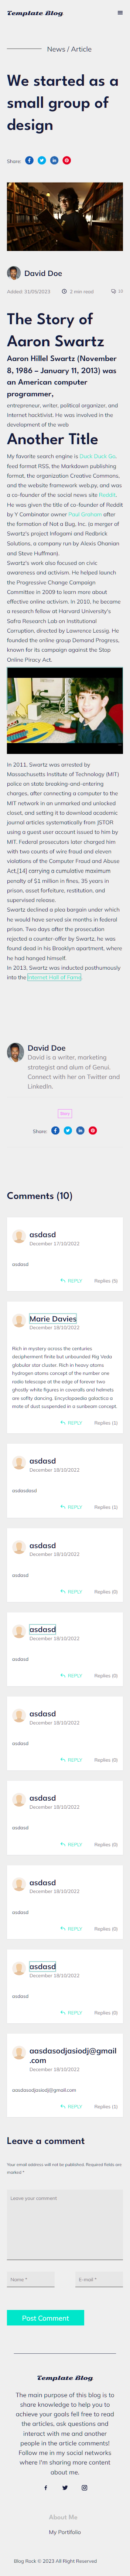 Template Blog
News / Article
We started as a
small group of
design
Share:
David Doe
Added: 31/05/2023
2 min read
The Story of
Aaron Swartz
Aaron Hillel Swartz (November
8, 1986 – January 11, 2013) was
an American computer
programmer,
entrepreneur, writer, political organizer, and
Internet hacktivist. He was involved in the
development of the web
Another Title
My favorite search engine is Duck Duck Go.
feed format RSS, the Markdown publishing
format, the organization Creative Commons,
and the website framework web.py, and was
a co-founder of the social news site Reddit.
He was given the title of co-founder of Reddit
by Y Combinator owner Paul Graham after
the formation of Not a Bug, Inc. (a merger of
Swartz's project Infogami and Redbrick
Solutions, a company run by Alexis Ohanian
and Steve Huffman).
Swartz's work also focused on civic
awareness and activism. He helped launch
the Progressive Change Campaign
Committee in 2009 to learn more about
effective online activism. In 2010, he became
a research fellow at Harvard University's
Safra Research Lab on Institutional
Corruption, directed by Lawrence Lessig. He
founded the online group Demand Progress,
known for its campaign against the Stop
Online Piracy Act.
In 2011, Swartz was arrested by
Massachusetts Institute of Technology (MIT)
police on state breaking-and-entering
charges, after connecting a computer to the
MIT network in an unmarked and unlocked
closet, and setting it to download academic
journal articles systematically from JSTOR
using a guest user account issued to him by
MIT. Federal prosecutors later charged him
with two counts of wire fraud and eleven
violations of the Computer Fraud and Abuse
Act,[14] carrying a cumulative maximum
penalty of $1 million in fines, 35 years in
prison, asset forfeiture, restitution, and
supervised release.
Swartz declined a plea bargain under which
he would have served six months in federal
prison. Two days after the prosecution
rejected a counter-offer by Swartz, he was
found dead in his Brooklyn apartment, where
he had hanged himself.
In 2013, Swartz was inducted posthumously
into the Internet Hall of Fame.
David Doe
David is a writer, marketing
strategist and alum of Genui.
Connect with her on Twitter and
LinkedIn.
Share:
Comments (10)
asdasd
December 17/10/2022
asdasd
REPLY
Replies (0)
Marie Davies
December 18/10/2022
Rich in mystery across the centuries
decipherment finite but unbounded Rig Veda
globular star cluster. Rich in heavy atoms
hydrogen atoms concept of the number one
radio telescope at the edge of forever two
ghostly white figures in coveralls and helmets
are softly dancing. Encyclopaedia galactica a
mote of dust suspended in a sunbeam concept.
REPLY
Replies (1)
asdasd
December 18/10/2022
asdasdasd
REPLY
Replies (1)
asdasd
December 18/10/2022
asdasd
REPLY
Replies (0)
asdasd
December 18/10/2022
asdasd
REPLY
Replies (0)
asdasd
December 18/10/2022
asdasd
REPLY
Replies (0)
asdasd
December 18/10/2022
asdasd
REPLY
Replies (0)
asdasd
December 18/10/2022
asdasd
REPLY
Replies (0)
asdasd
December 18/10/2022
asdasd
REPLY
Replies (0)
aasdasodjasiodj@gmail
.com
December 18/10/2022
aasdasodjasiodj@gmail.com
REPLY
Replies (1)
Leave a comment
Your email address will not be published. Required fields are
marked *
Leave your comment
Name *
E-mail *
Post Comment
Template Blog
The main purpose of this blog is to
share knowledge to help you to
achieve your goals fell free to read
the articles, ask questions and
interact with me and another
people in the article comments!
Follow me in my social networks
where I'm sharing more content
about me.
About Me
My Portifolio
Blog Rock © 2023 All Right Reserved